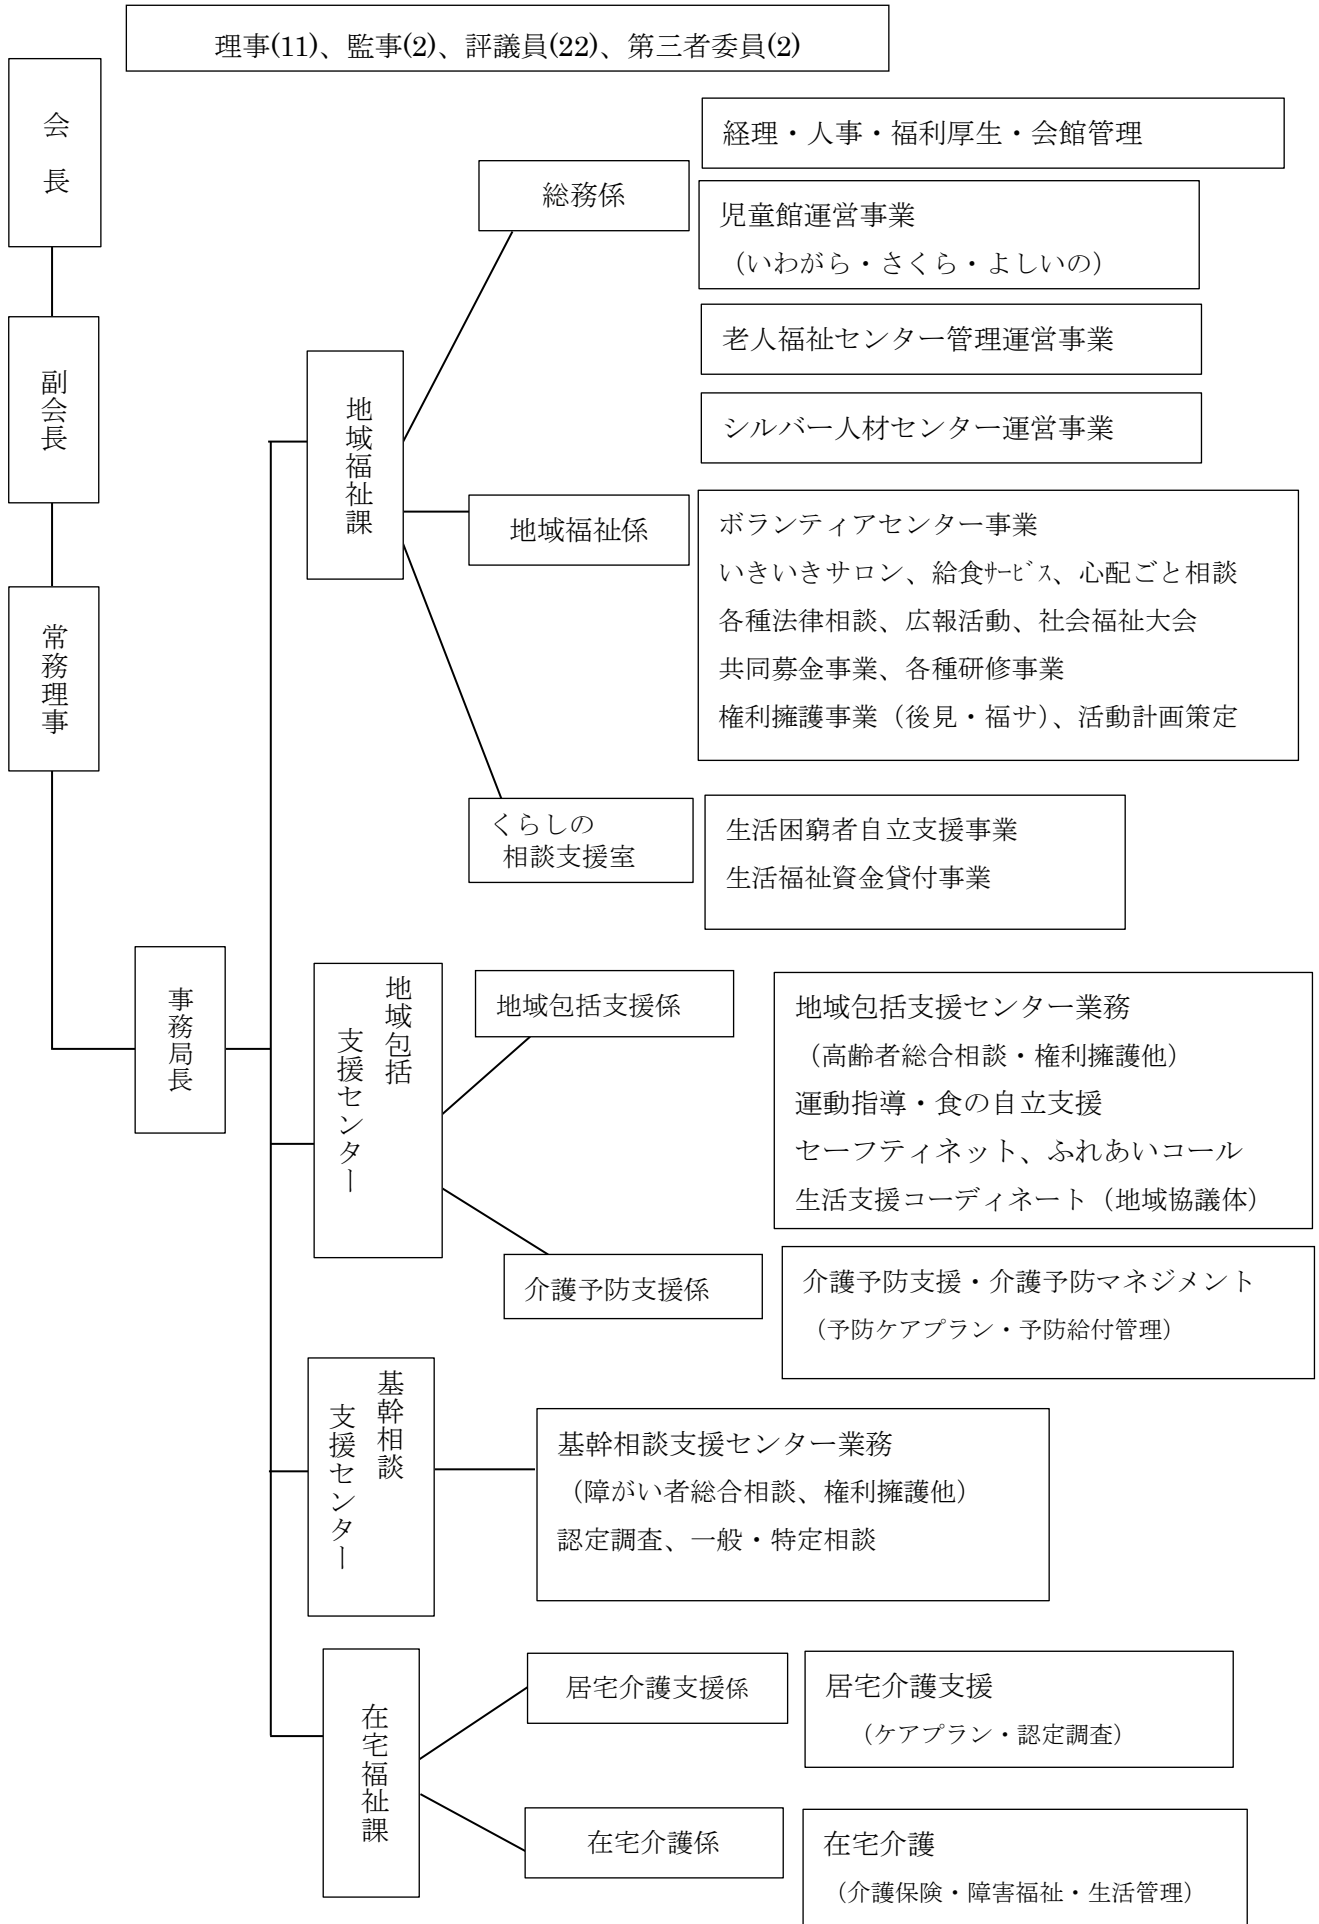 理事(11)、監事(2)、評議員(22)、第三者委員(2)
会長
副会長
常務理事
事務局長
地域福祉課
総務係
経理・人事・福利厚生・会館管理
児童館運営事業
（いわがら・さくら・よしいの）
老人福祉センター管理運営事業
シルバー人材センター運営事業
地域福祉係
ボランティアセンター事業
いきいきサロン、給食ｻｰﾋﾞｽ、心配ごと相談
各種法律相談、広報活動、社会福祉大会
共同募金事業、各種研修事業
権利擁護事業（後見・福サ）、活動計画策定
くらしの
相談支援室
生活困窮者自立支援事業
生活福祉資金貸付事業
地域包括
支援センター
地域包括支援係
地域包括支援センター業務
（高齢者総合相談・権利擁護他）
運動指導・食の自立支援
セーフティネット、ふれあいコール
生活支援コーディネート（地域協議体）
介護予防支援係
介護予防支援・介護予防マネジメント
（予防ケアプラン・予防給付管理）
基幹相談
支援センター
基幹相談支援センター業務
（障がい者総合相談、権利擁護他）
認定調査、一般・特定相談
在宅福祉課
居宅介護支援係
居宅介護支援
（ケアプラン・認定調査）
在宅介護係
在宅介護
（介護保険・障害福祉・生活管理）